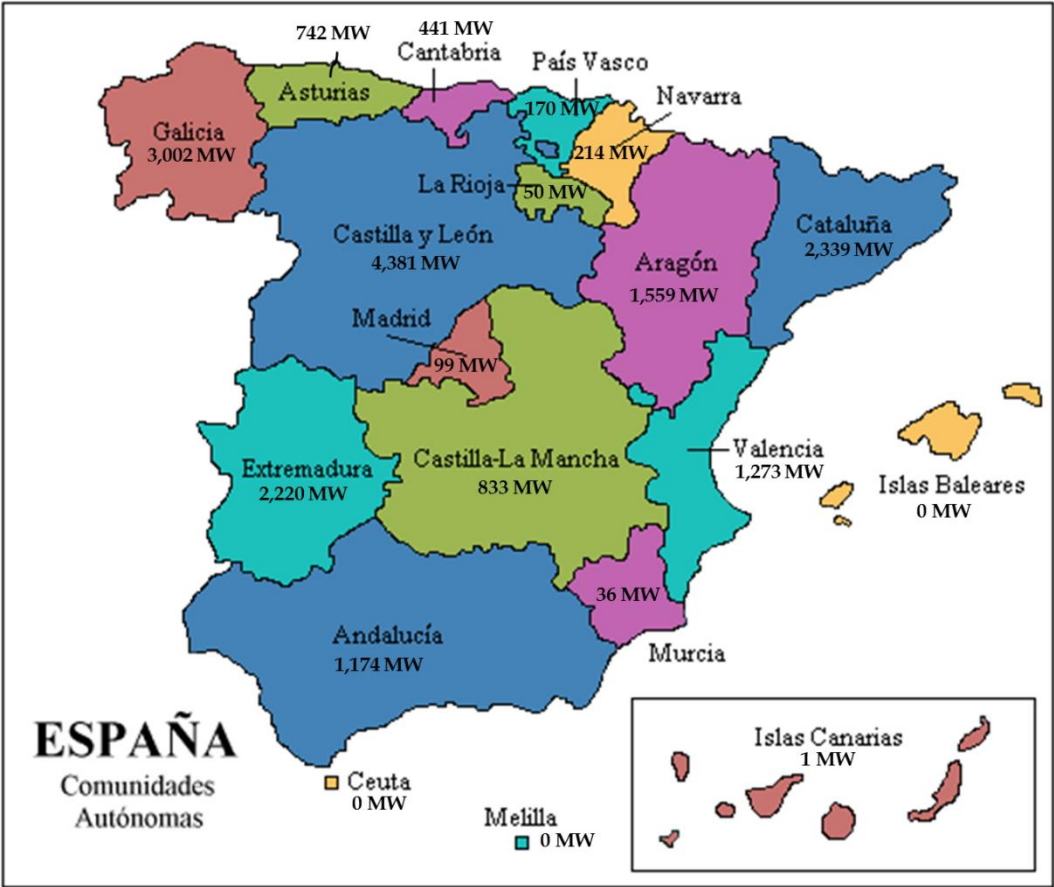 742 MW
Asturias
441 MW
Cantabria
País Vasco
170 MW
Navarra
214 MW
Galicia
3,002 MW
La Rioja
50 MW
Castilla y León
4,381 MW
Aragón
1,559 MW
Cataluña
2,339 MW
Madrid
99 MW
Extremadura
2,220 MW
Castilla-La Mancha
833 MW
Valencia
1,273 MW
Islas Baleares
0 MW
36 MW
Murcia
Andalucía
1,174 MW
ESPAÑA
Comunidades
Autónomas
Ceuta
0 MW
Melilla
0 MW
Islas Canarias
1 MW